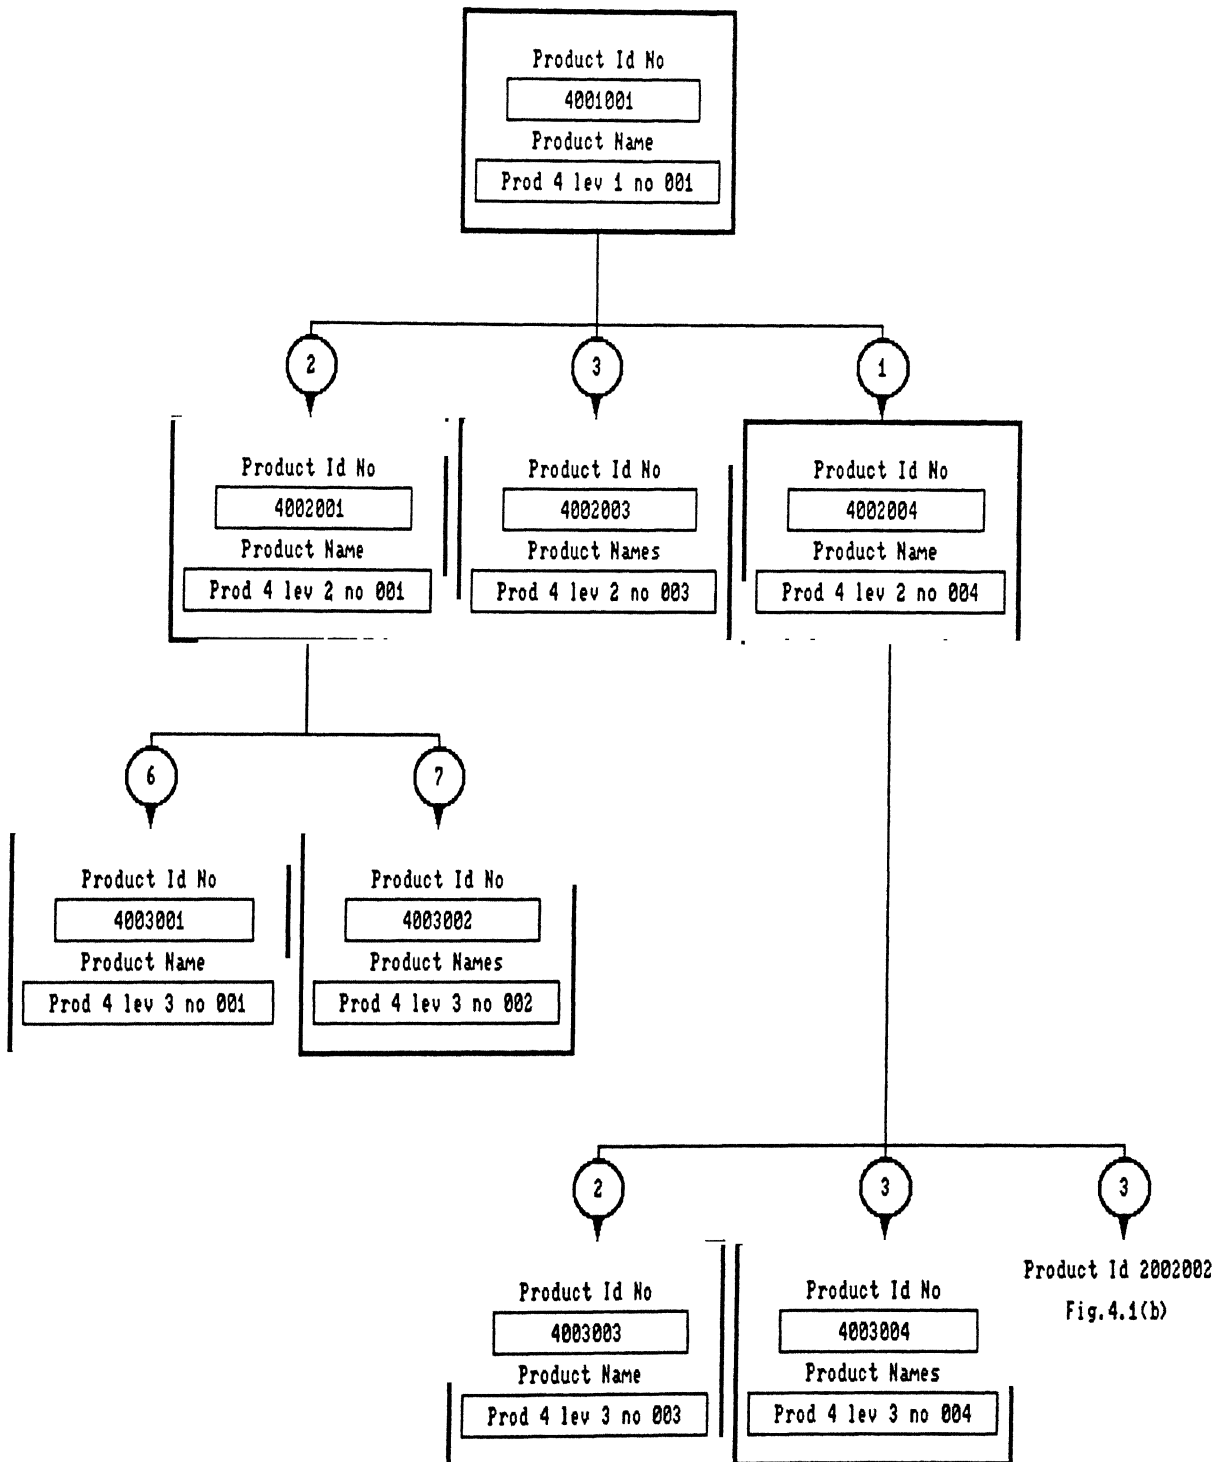 Product Id No
4001001
Product Name
Prod 4 lev 1 no 001
2
3
1
Product Id No
4002001
Product Name
Prod 4 lev 2 no 001
Product Id No
4002003
Product Names
Prod 4 lev 2 no 003
Product Id No
4002004
Product Name
Prod 4 lev 2 no 004
6
7
Product Id No
4003001
Product Name
Prod 4 lev 3 no 001
Product Id No
4003002
Product Names
Prod 4 lev 3 no 002
2
3
3
Product Id No
4003003
Product Name
Prod 4 lev 3 no 003
Product Id No
4003004
Product Names
Prod 4 lev 3 no 004
Product Id 2002002
Fig.4.1(b)